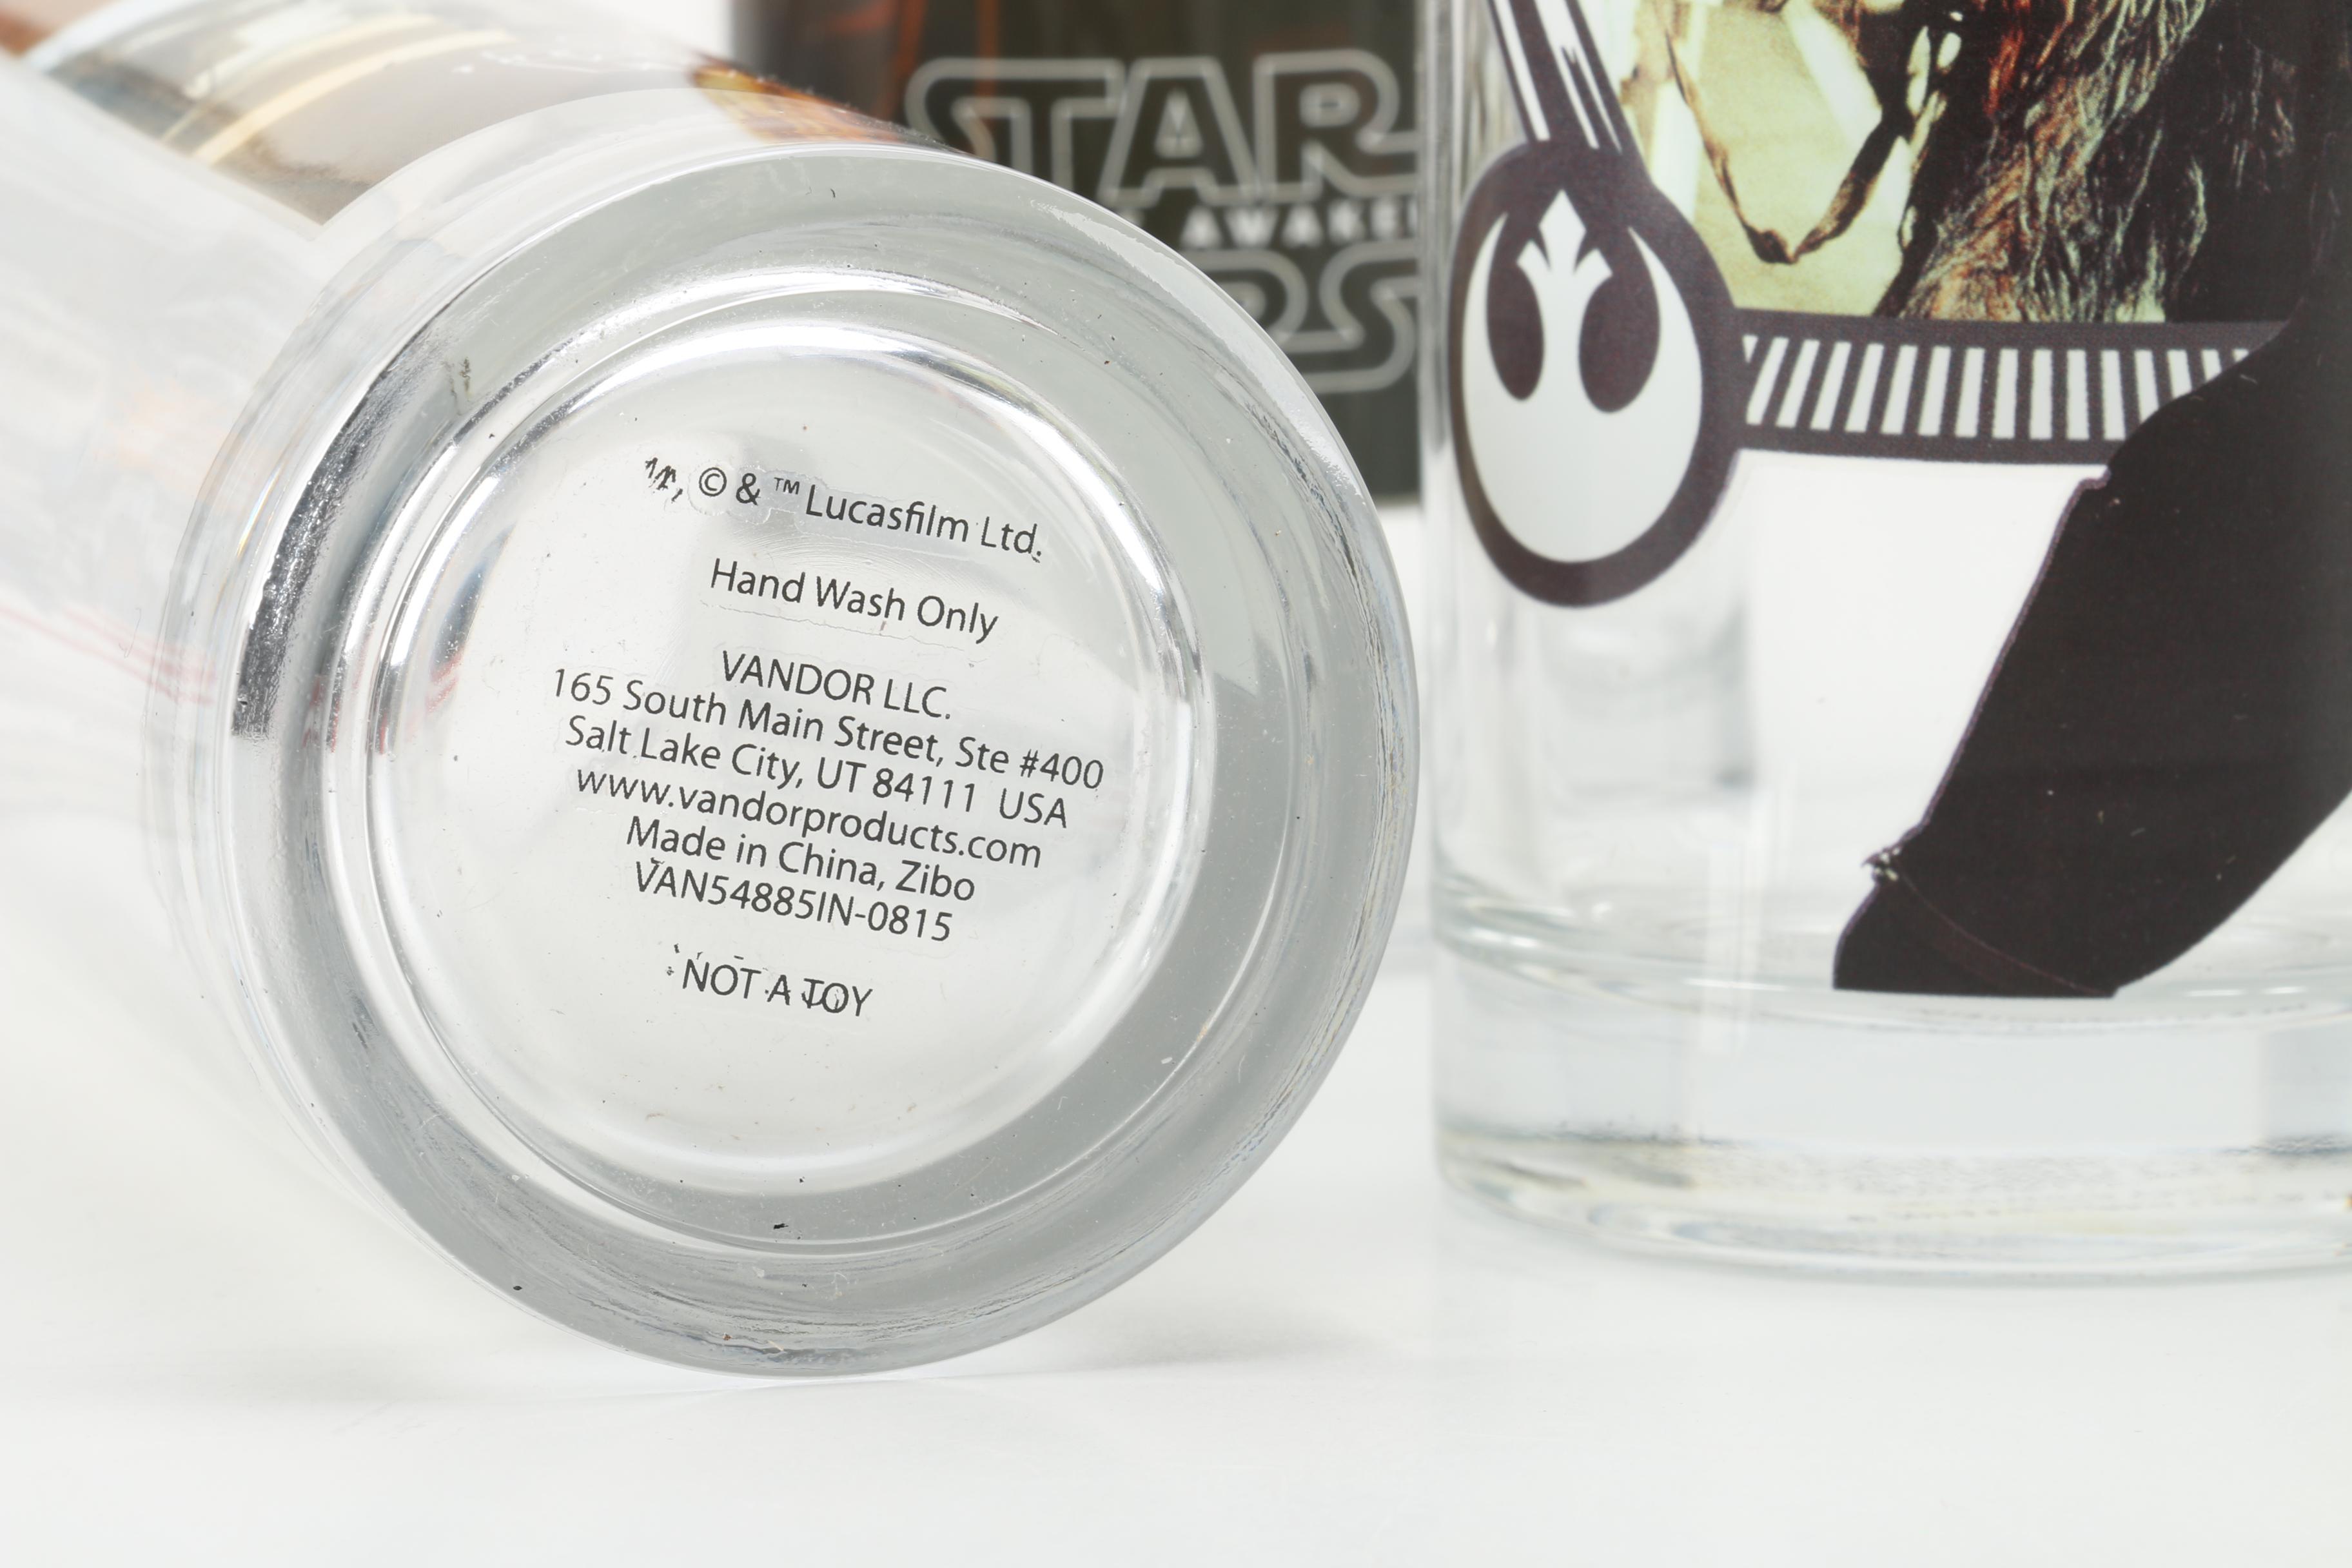 STAR
AWAKE
RS
© & ™ Lucasfilm Ltd.
Hand Wash Only
VANDOR LLC.
165 South Main Street, Ste #400
Salt Lake City, UT 84111 USA
www.vandorproducts.com
Made in China, Zibo
VAN54885IN-0815
NOT A TOY